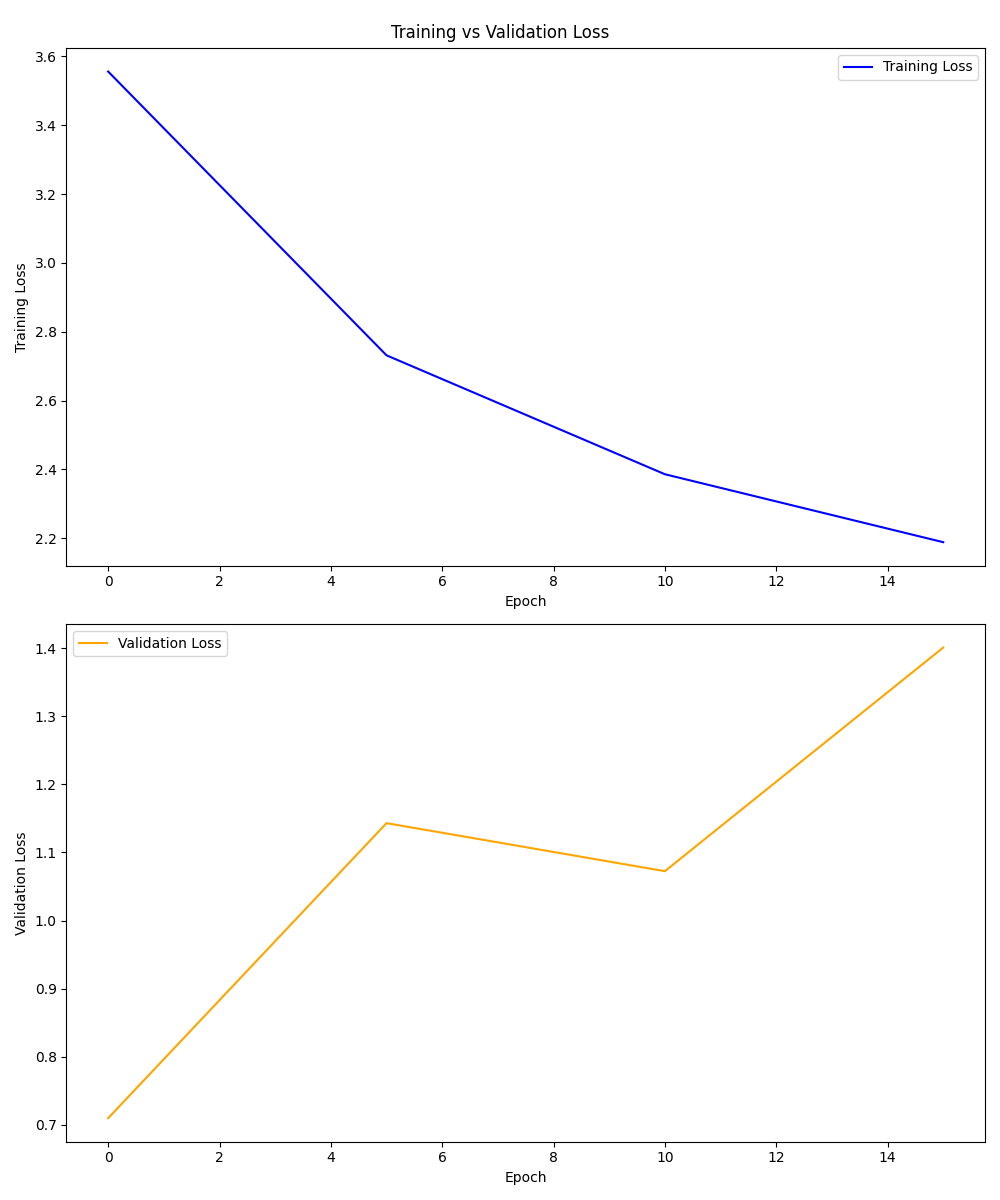 Training vs Validation Loss
Training Loss
Training Loss
3.6
3.4
3.2
3.0
2.8
2.6
2.4
2.2
0 2 4 6 8 10 12 14
Epoch
Validation Loss
Validation Loss
1.4
1.3
1.2
1.1
1.0
0.9
0.8
0.7
0 2 4 6 8 10 12 14
Epoch